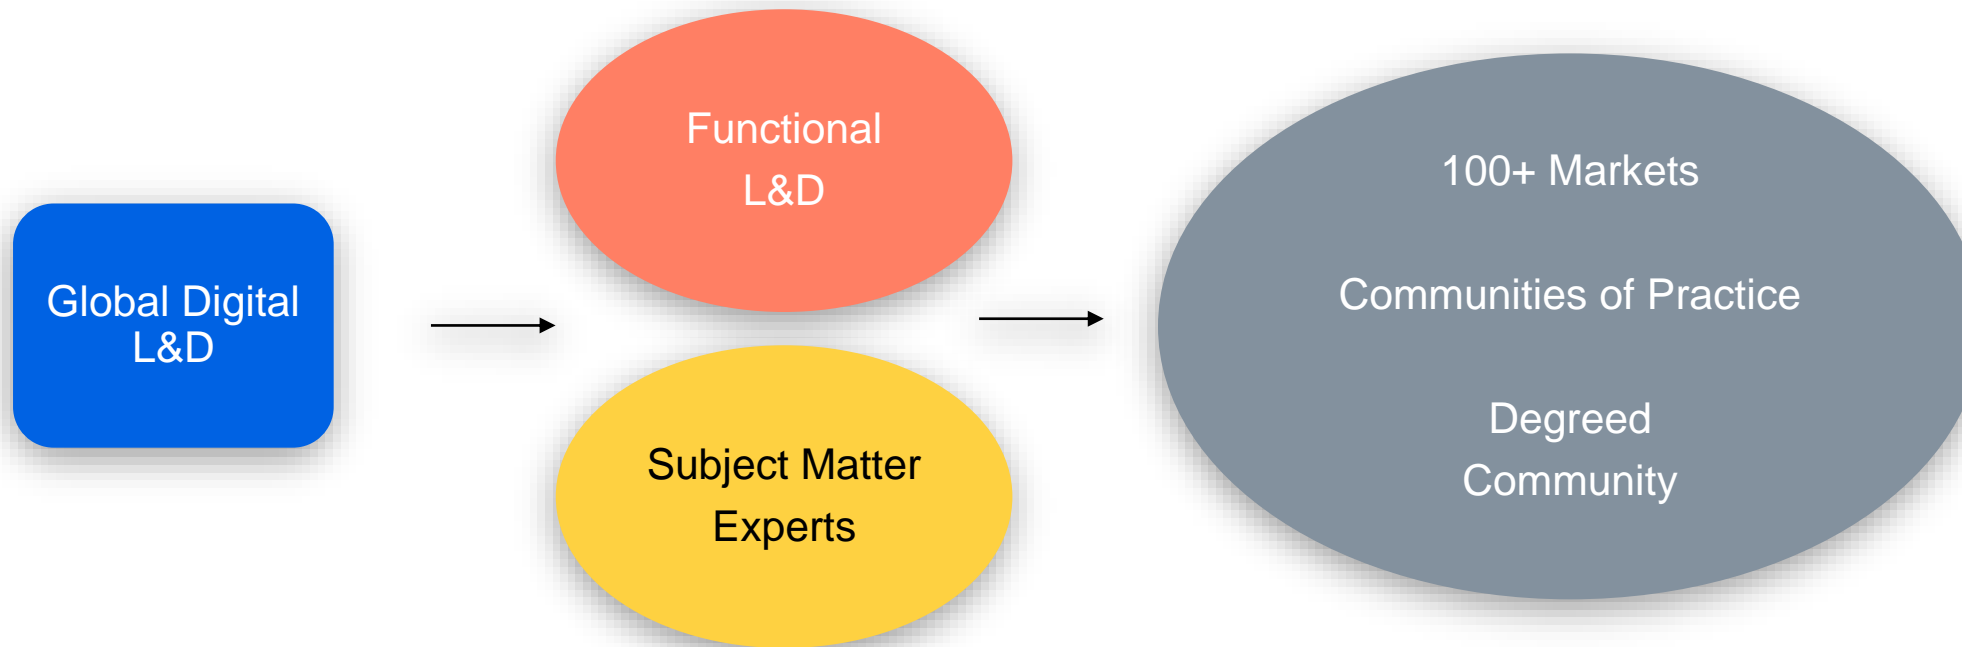 Global Digital
L&D
Functional
L&D
Subject Matter
Experts
100+ Markets
Communities of Practice
Degreed
Community